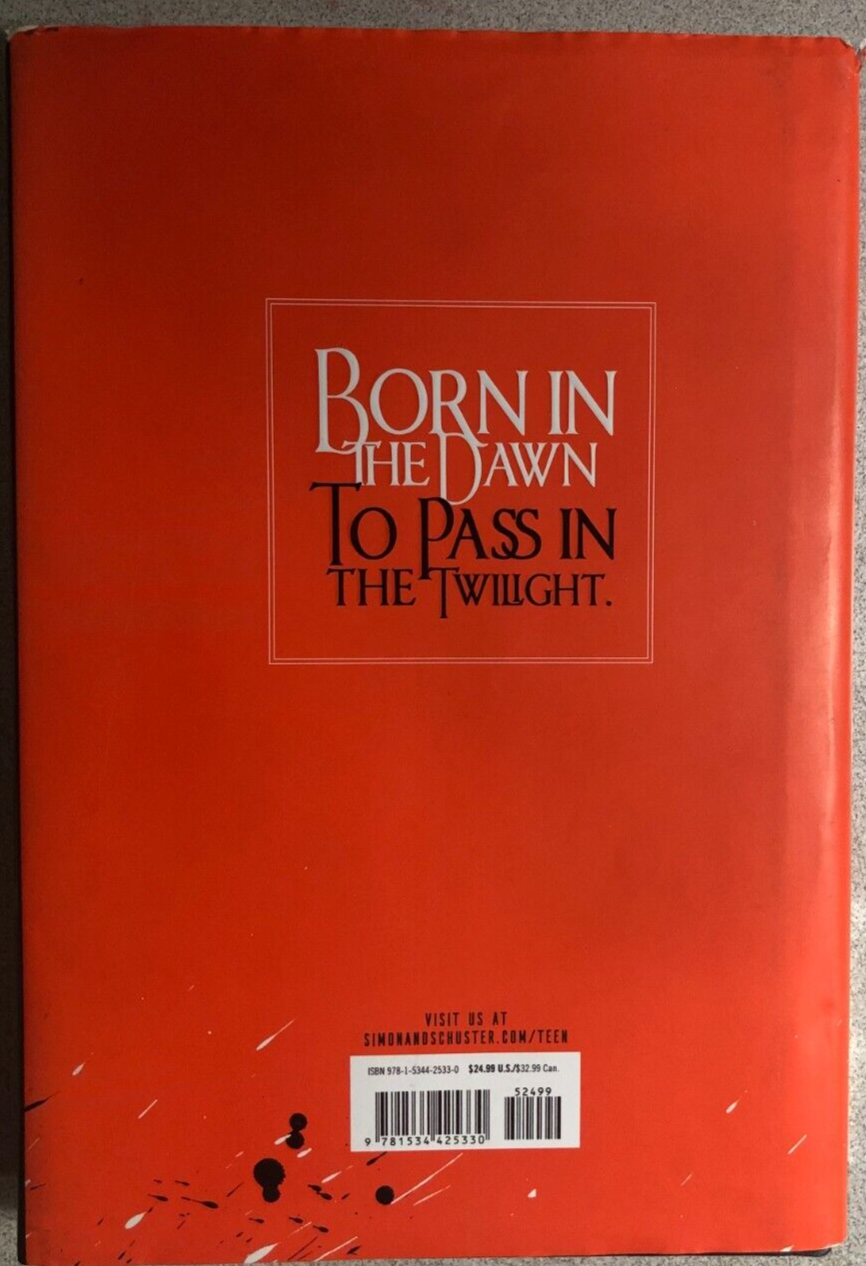 BORN IN
THE DAWN
TO PASS IN
THE TWILIGHT.
VISIT US AT
SIMONANDSCHUSTER.COM/TEEN
ISBN 978-1-5344-2533-0 $24.99 U.S./$32.99 Can.
52499
9 781534 425330